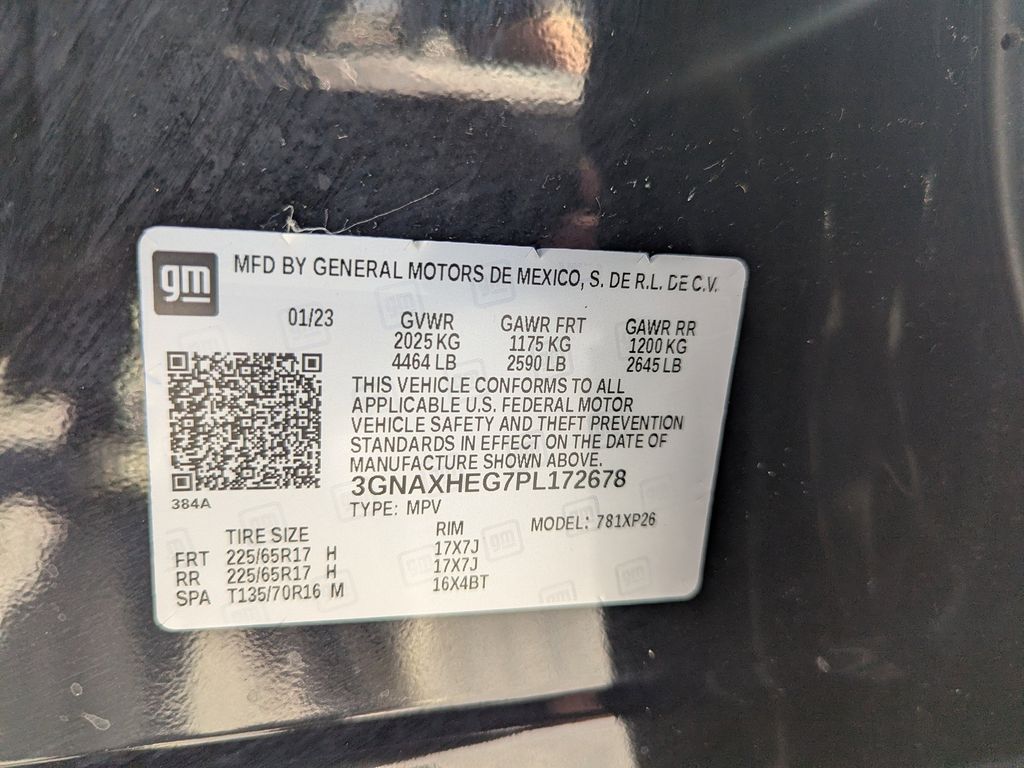 gm
MFD BY GENERAL MOTORS DE MEXICO, S. DE R.L. DE C.V.
01/23 GVWR GAWR FRT GAWR RR
2025 KG 1175 KG 1200 KG
4464 LB 2590 LB 2645 LB
THIS VEHICLE CONFORMS TO ALL
APPLICABLE U.S. FEDERAL MOTOR
VEHICLE SAFETY AND THEFT PREVENTION
STANDARDS IN EFFECT ON THE DATE OF
MANUFACTURE SHOWN ABOVE.
3GNAXHEG7PL172678
384A
TYPE: MPV
MODEL: 781XP26
TIRE SIZE RIM
FRT 225/65R17 H 17X7J
RR 225/65R17 H 17X7J
SPA T135/70R16 M 16X4BT